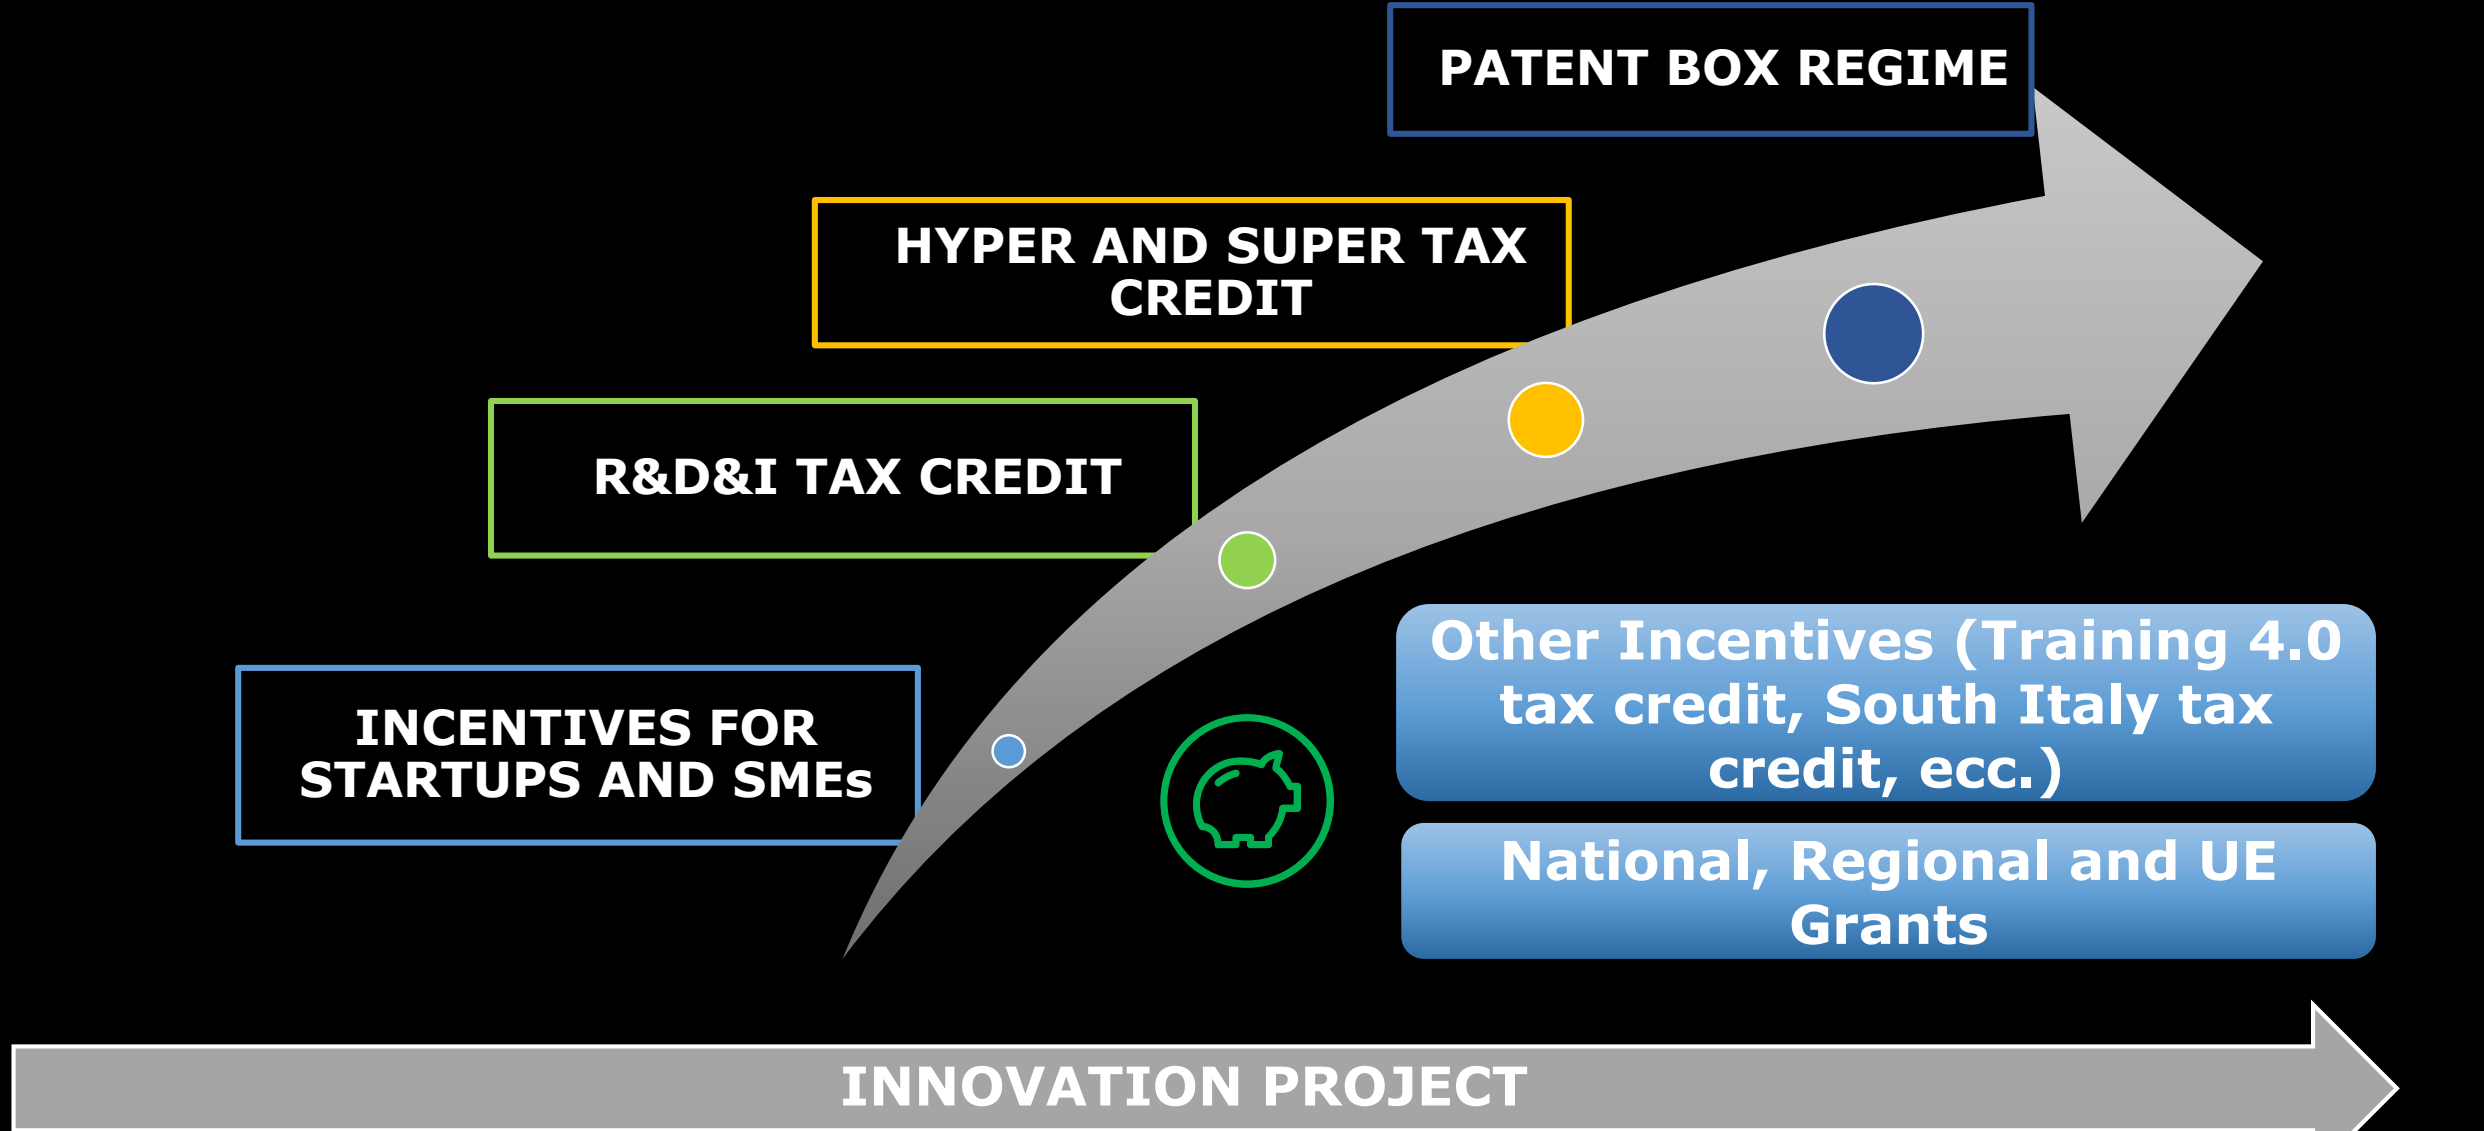 PATENT BOX REGIME
HYPER AND SUPER TAX
CREDIT
R&D&I TAX CREDIT
INCENTIVES FOR
STARTUPS AND SMEs
Other Incentives (Training 4.0
tax credit, South Italy tax
credit, ecc.)
National, Regional and UE
Grants
INNOVATION PROJECT